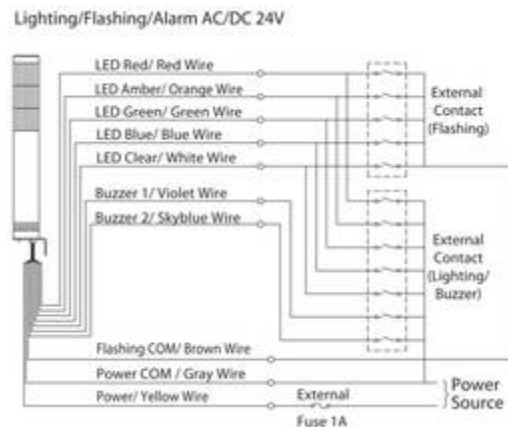 Lighting/Flashing/Alarm AC/DC 24V
LED Red/ Red Wire
LED Amber/ Orange Wire
LED Green/ Green Wire
LED Blue/ Blue Wire
LED Clear/ White Wire
External
Contact
(Flashing)
Buzzer 1/ Violet Wire
Buzzer 2/ Skyblue Wire
External
Contact
(Lighting/
Buzzer)
Flashing COM/ Brown Wire
Power COM / Gray Wire
Power/ Yellow Wire
External
Fuse 1A
Power
Source